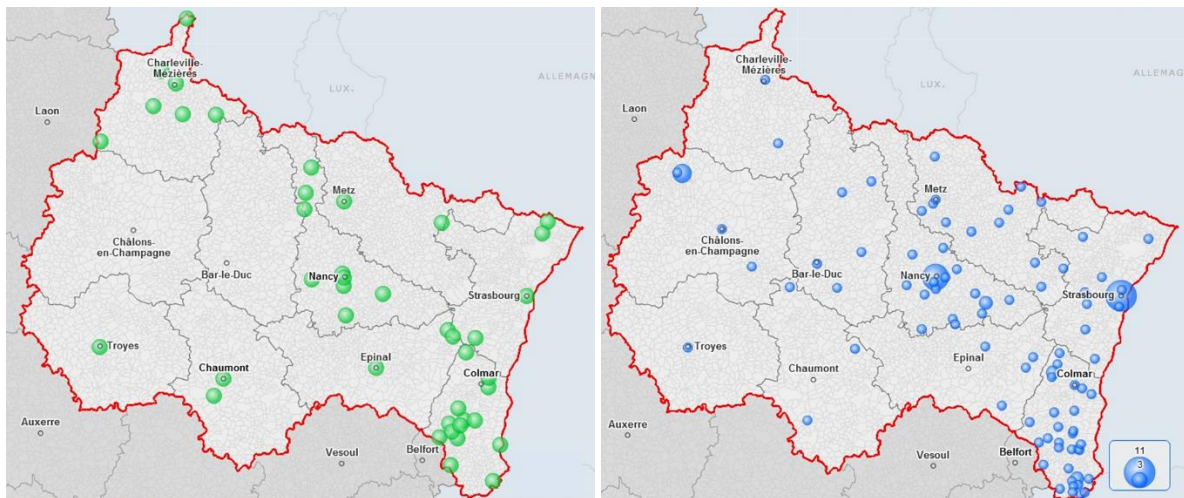 Charleville-
Mézières
ALLEMAGN
LUX.
Laon
Metz
Châlons-
en-Champagne
Bar-le-Duc
Nancy
Strasbourg
Troyes
Chaumont
Epinal
Colmar
Auxerre
Vesoul
Belfort
Charleville-
Mézières
ALLEMAGN
LUX.
Laon
Metz
Châlons-
en-Champagne
Bar-le-Duc
Nancy
Strasbourg
Troyes
Chaumont
Epinal
Colmar
Auxerre
Vesoul
Belfort
11
3